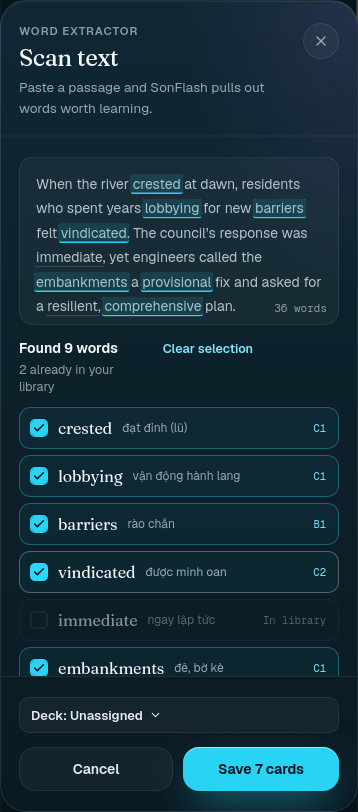 WORD EXTRACTOR
Scan text
Paste a passage and SonFlash pulls out
words worth learning.
When the river crested at dawn, residents
who spent years lobbying for new barriers
felt vindicated. The council’s response was
immediate, yet engineers called the
embankments a provisional fix and asked for
a resilient, comprehensive plan.
36 words
Found 9 words
Clear selection
2 already in your
library
crested đạt đỉnh (lũ) C1
lobbying vận động hành lang C1
barriers rào chắn B1
vindicated được minh oan C2
immediate ngay lập tức In library
embankments đê, bờ kè C1
Deck: Unassigned
Cancel
Save 7 cards